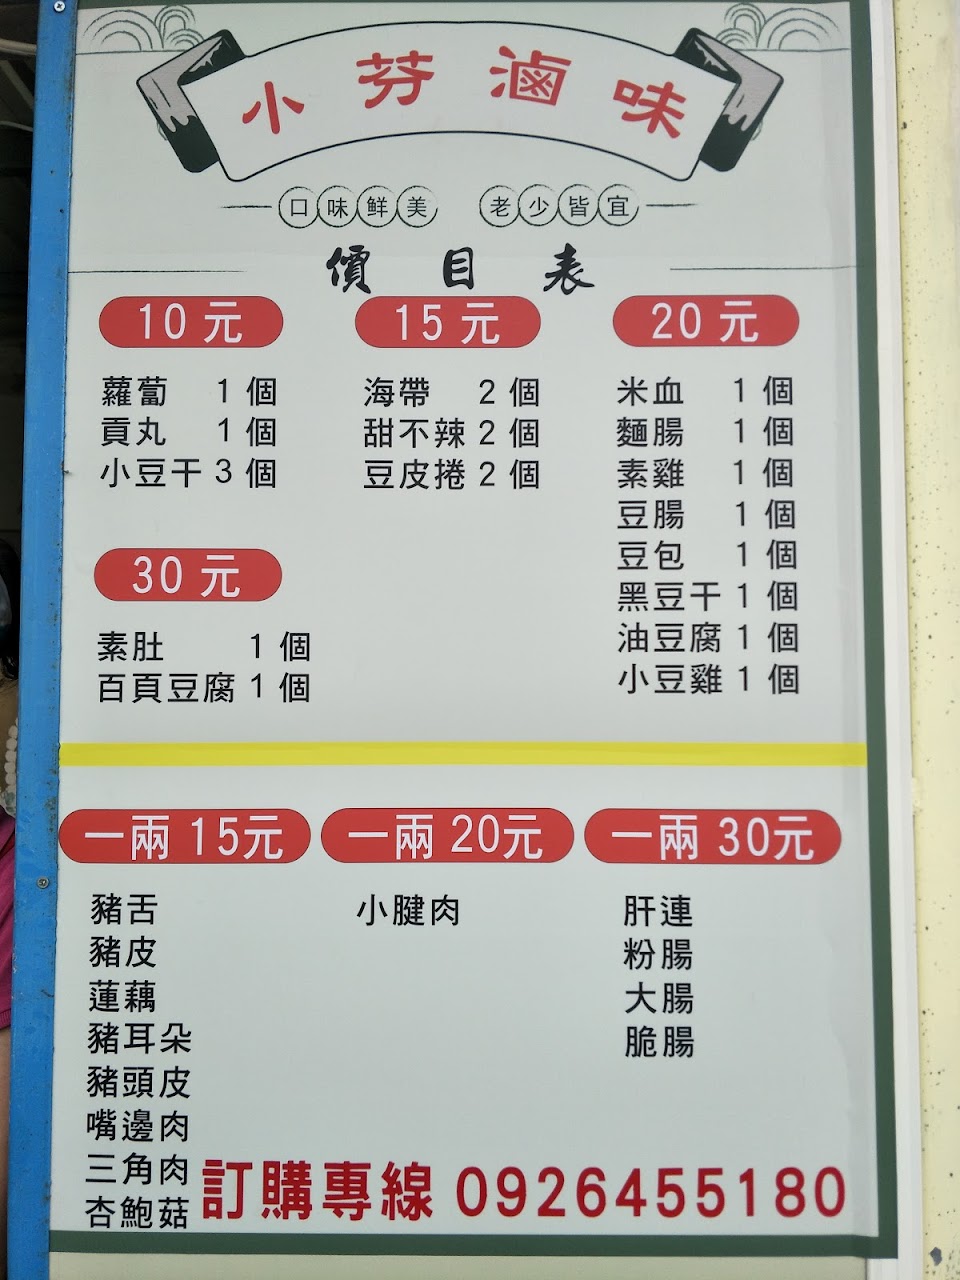 小芬滷味
口味鮮美 老少皆宜
價目表
10元
蘿蔔 1個
貢丸 1個
小豆干3個
15元
海帶 2個
甜不辣2個
豆皮捲2個
20元
米血 1個
麵腸 1個
素雞 1個
豆腸 1個
豆包 1個
黑豆干1個
油豆腐1個
小豆雞1個
30元
素肚 1個
百頁豆腐1個
一兩15元
豬舌
豬皮
蓮藕
豬耳朵
豬頭皮
嘴邊肉
三角肉
杏鮑菇
一兩20元
小腱肉
一兩30元
肝連
粉腸
大腸
脆腸
訂購專線 0926455180